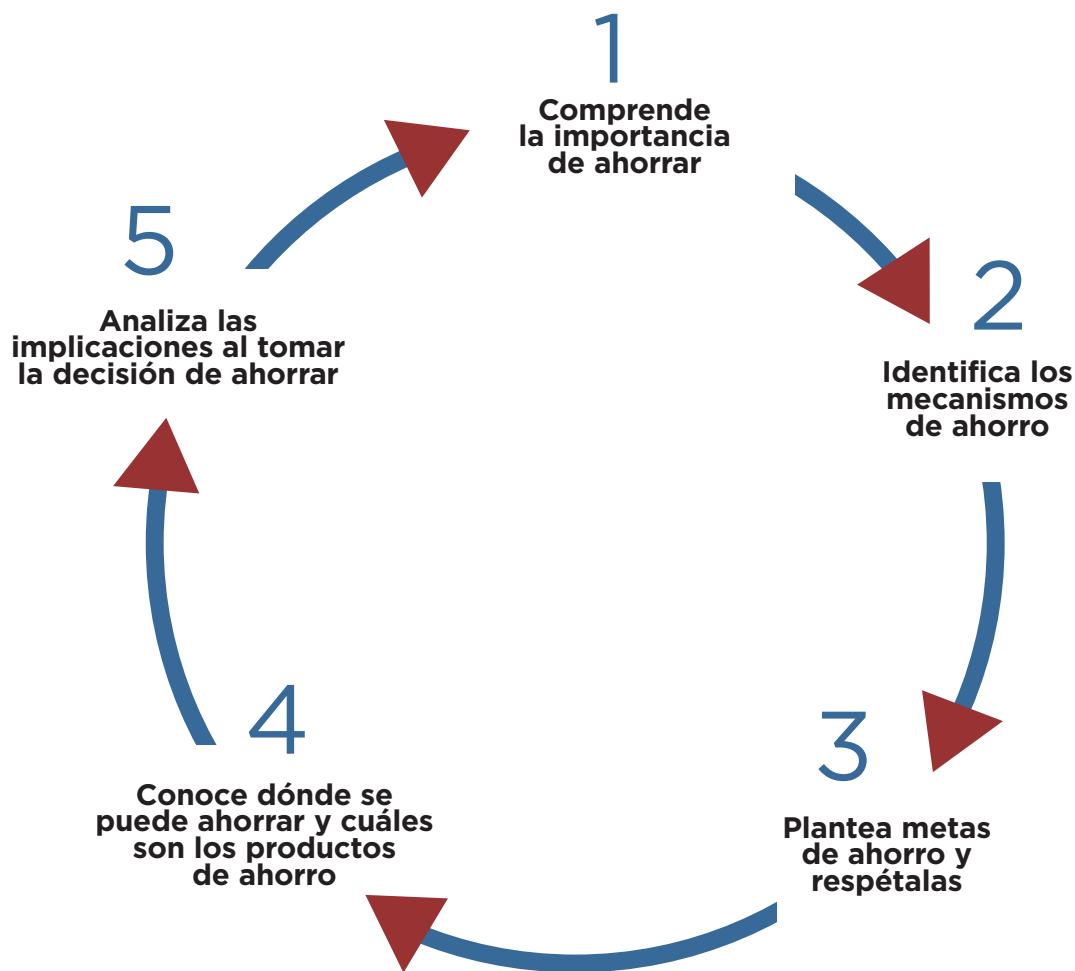 1
Comprende
la importancia
de ahorrar
2
Identifica los
mecanismos
de ahorro
3
Plantea metas
de ahorro y
respétalas
4
Conoce dónde se
puede ahorrar y cuáles
son los productos
de ahorro
5
Analiza las
implicaciones al tomar
la decisión de ahorrar